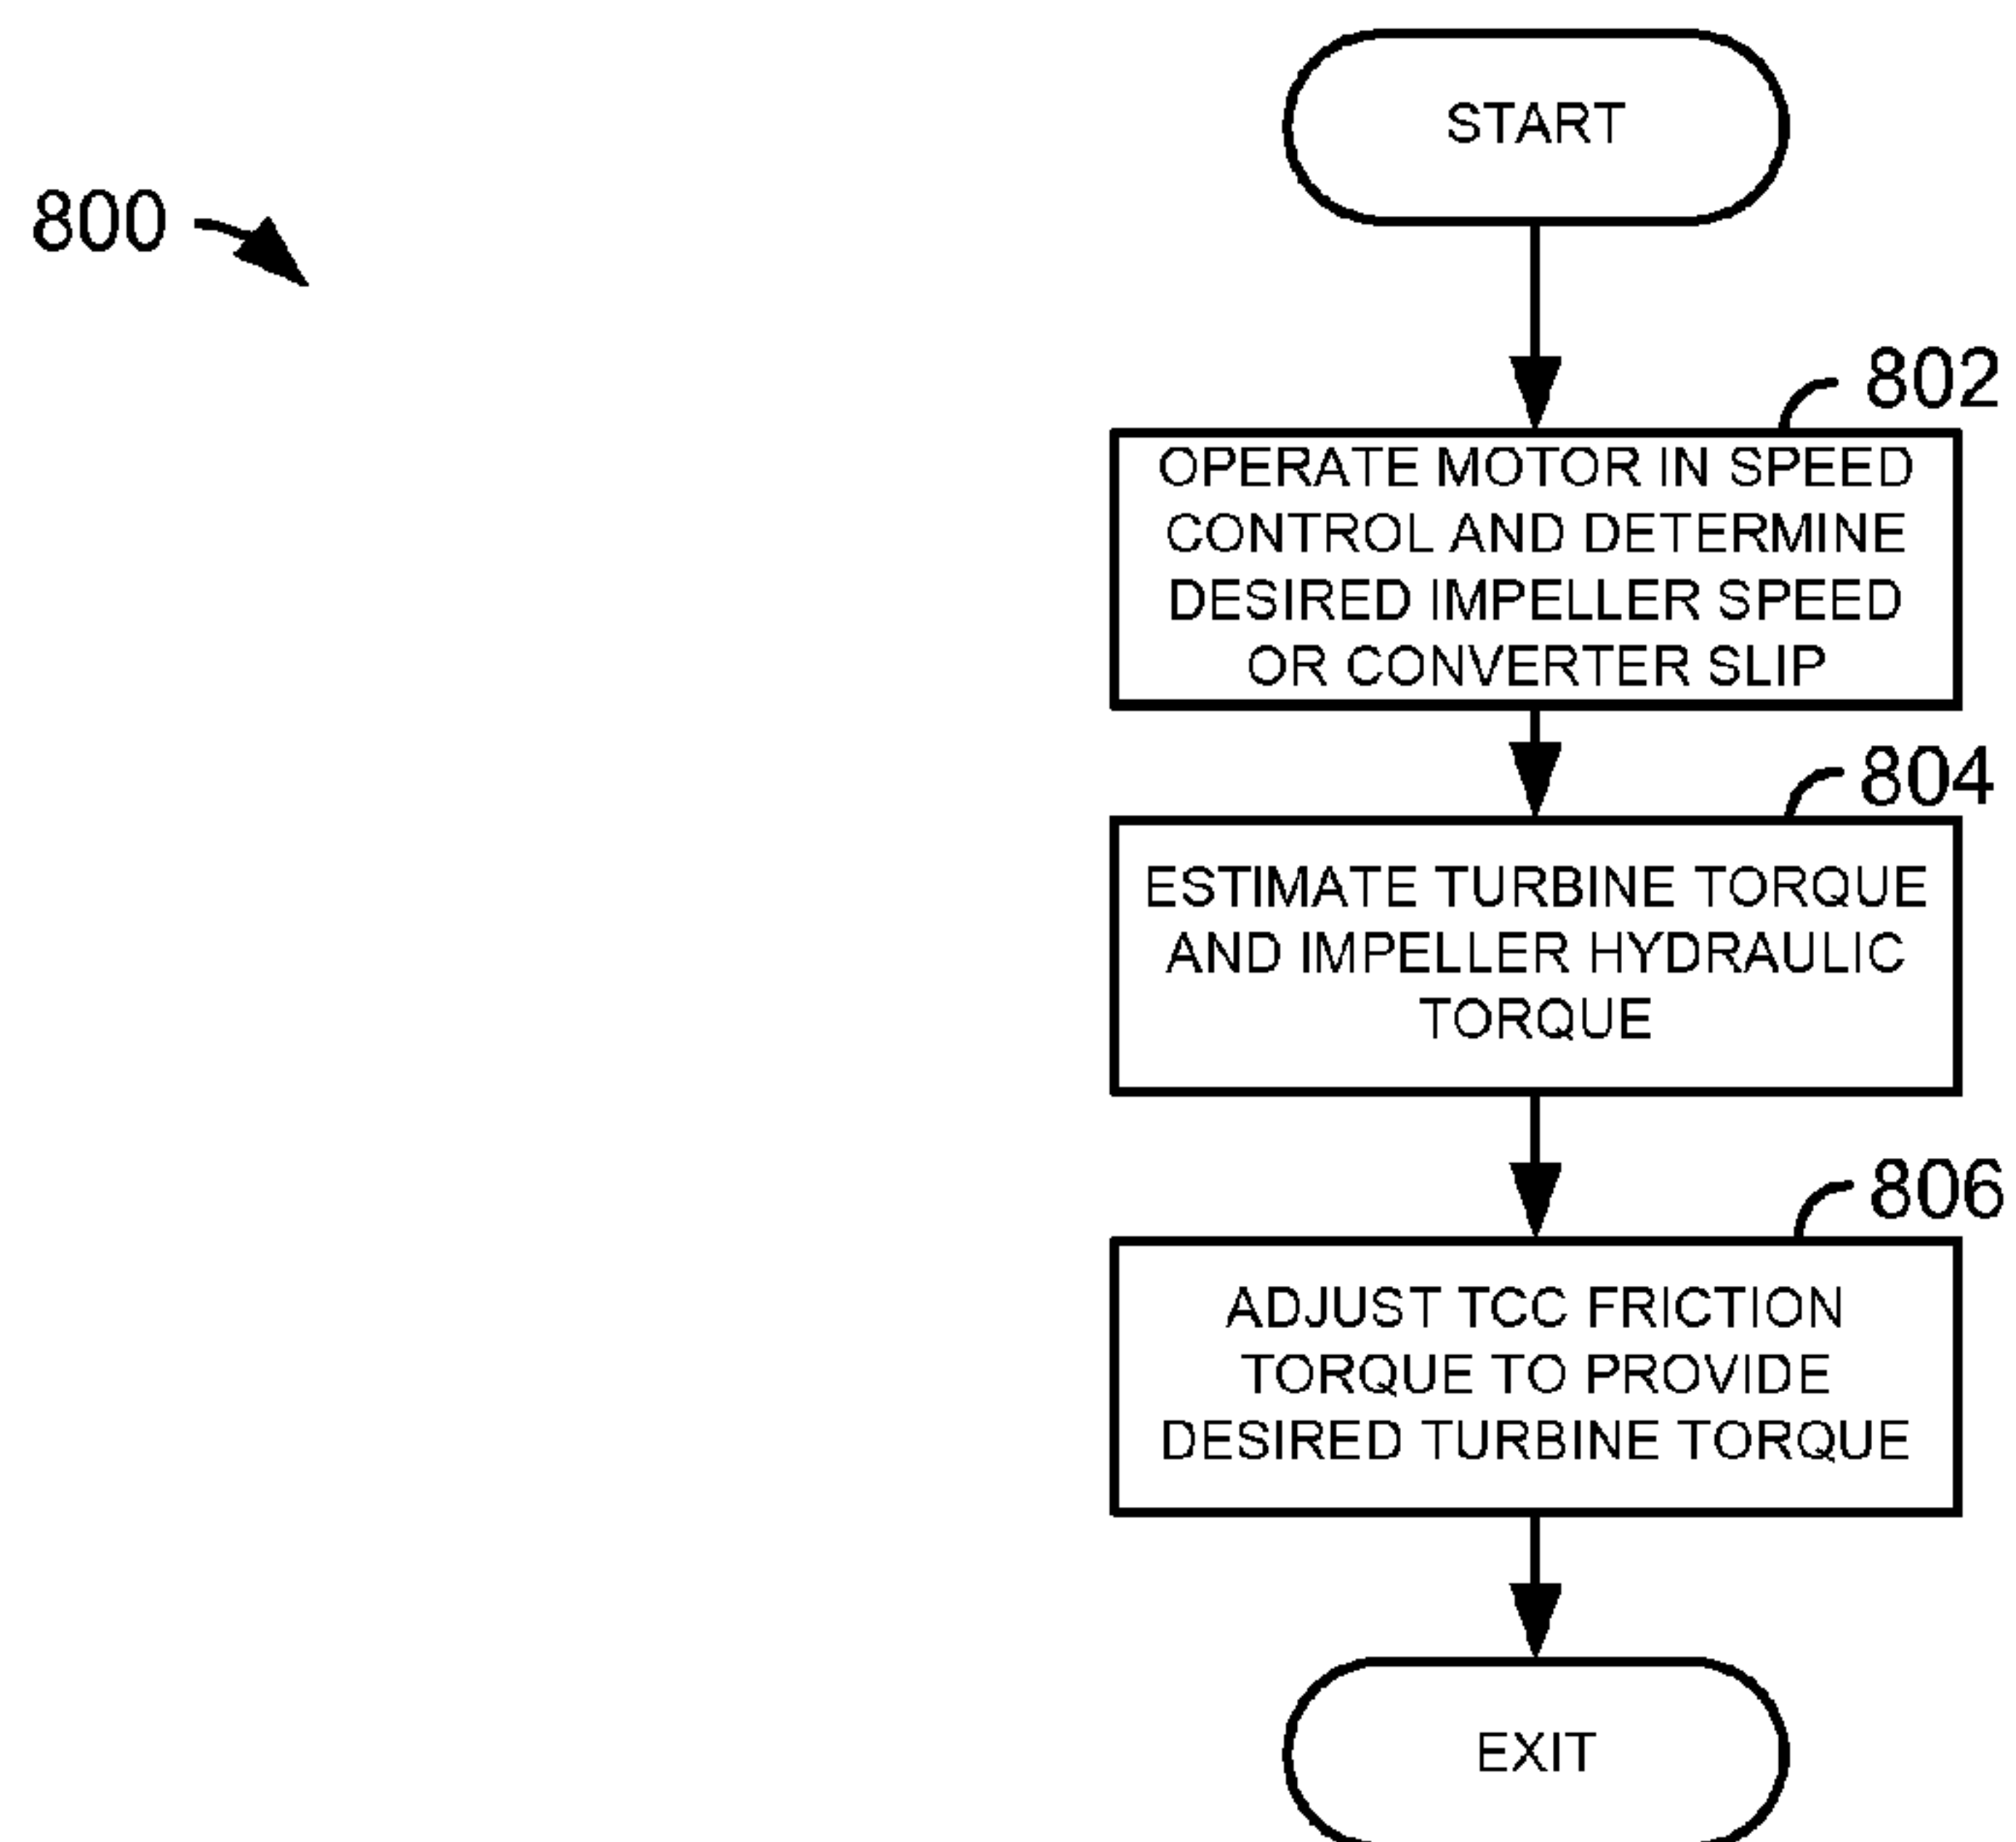 START
800
802
OPERATE MOTOR IN SPEED
CONTROL AND DETERMINE
DESIRED IMPELLER SPEED
OR CONVERTER SLIP
804
ESTIMATE TURBINE TORQUE
AND IMPELLER HYDRAULIC
TORQUE
806
ADJUST TCC FRICTION
TORQUE TO PROVIDE
DESIRED TURBINE TORQUE
EXIT